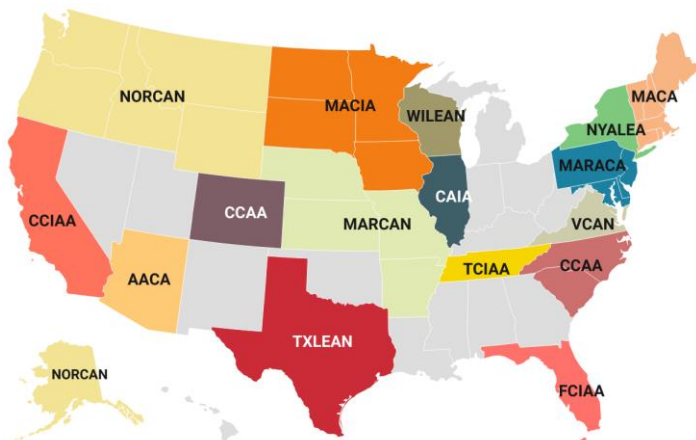 NORCAN
MACIA
WILEAN
MACA
NYALEA
MARACA
CCIAA
CCAA
MARCAN
CAIA
VCAN
AACA
TCIAA
CCAA
TXLEAN
NORCAN
FCIAA